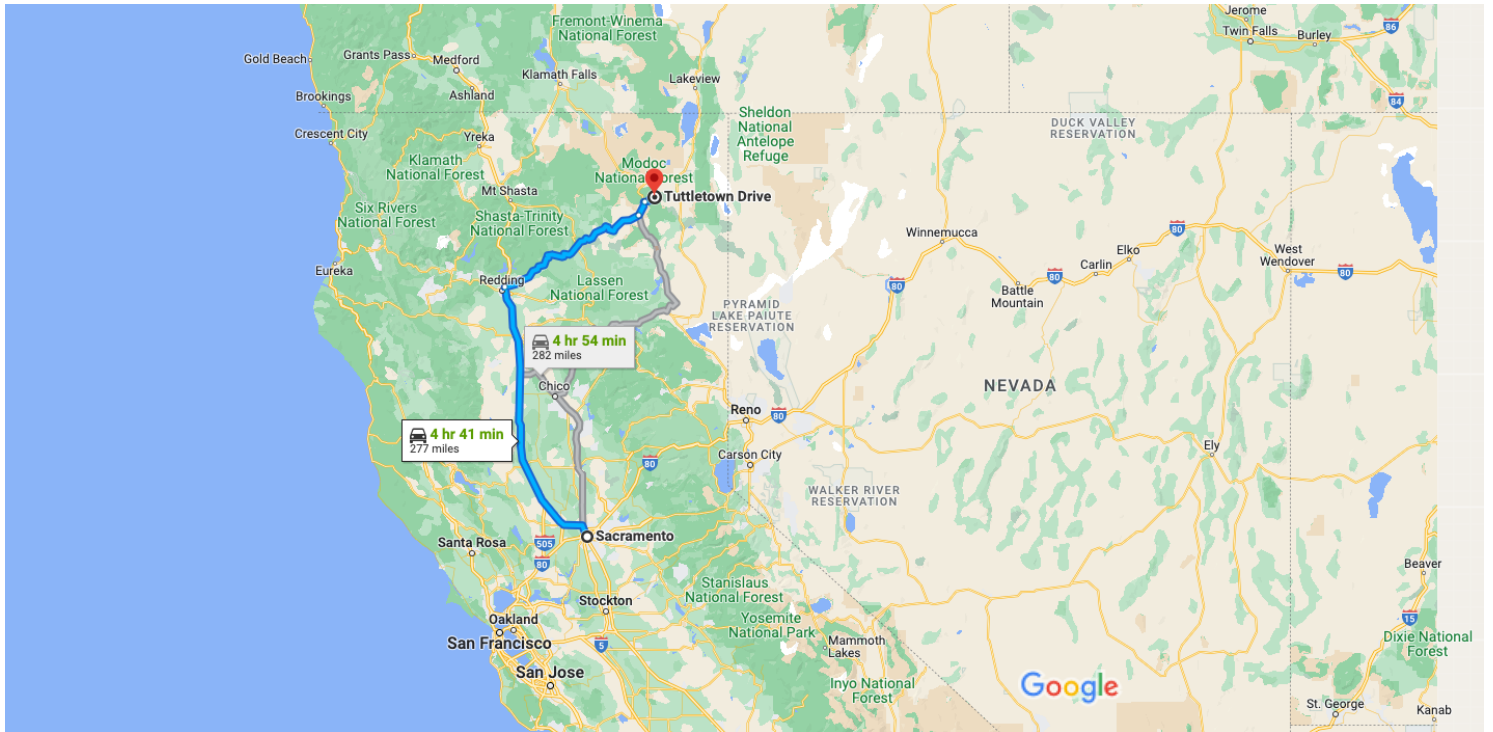 Fremont-Winema
National Forest
Jerome
Twin Falls
Burley
86
Gold Beach
Grants Pass
Medford
Klamath Falls
Lakeview
Ashland
Brookings
84
Crescent City
Yreka
Sheldon
National
Antelope
Refuge
DUCK VALLEY
RESERVATION
Klamath
National Forest
Modoc
National Forest
Mt Shasta
Tuttletown Drive
Six Rivers
National Forest
Shasta-Trinity
National Forest
Winnemucca
80
Elko
West
Wendover
Carlin
Eureka
Redding
Lassen
National Forest
80
80
80
Battle
Mountain
PYRAMID
LAKE PAIUTE
RESERVATION
4 hr 54 min
282 miles
Chico
NEVADA
Reno
80
4 hr 41 min
277 miles
Ely
80
Carson City
WALKER RIVER
RESERVATION
Sacramento
505
Santa Rosa
80
Beaver
Stanislaus
National Forest
Stockton
Oakland
San Francisco
Yosemite
National Park
15
5
Mammoth
Lakes
Dixie National
Forest
San Jose
Inyo National
Forest
Google
St. George
Kanab